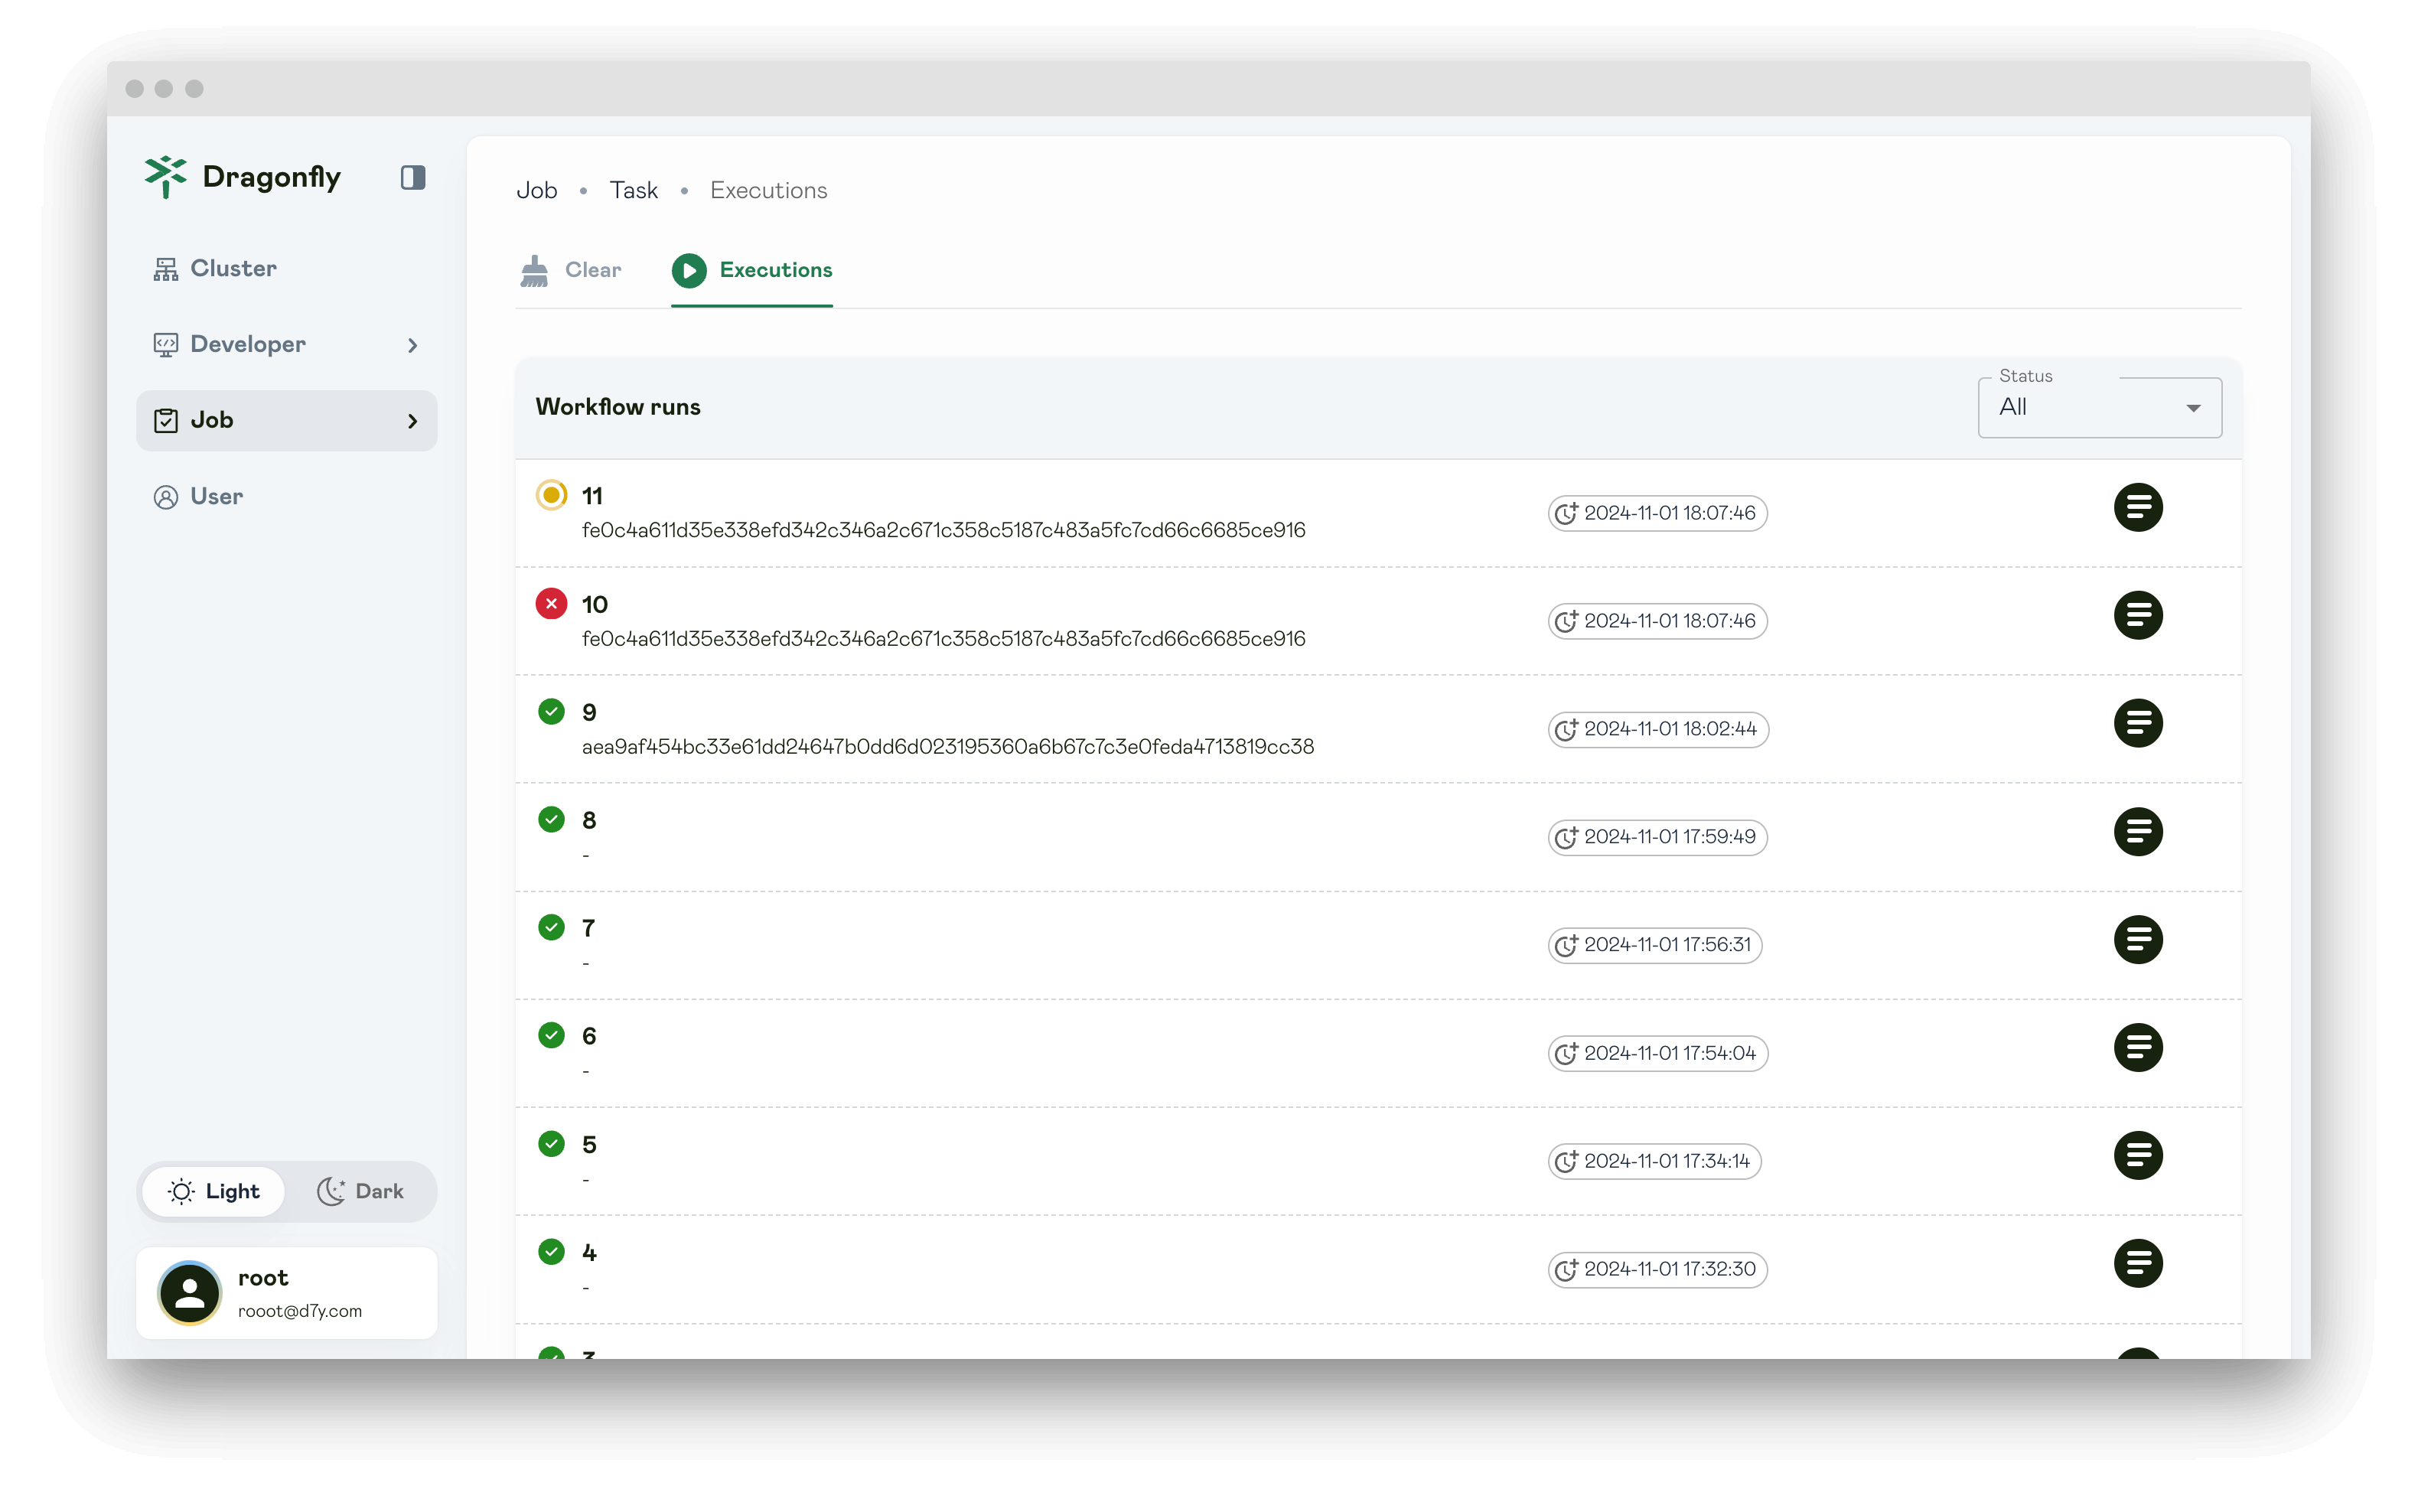 Dragonfly
Cluster
Developer
Job
User
Light
Dark
root
rooot@d7y.com
Job • Task • Executions
Clear
Executions
Workflow runs
Status
All
11
fe0c4a611d35e338efd342c346a2c671c358c5187c483a5fc7cd66c6685ce916
2024-11-01 18:07:46
10
fe0c4a611d35e338efd342c346a2c671c358c5187c483a5fc7cd66c6685ce916
2024-11-01 18:07:46
9
aea9af454bc33e61dd24647b0dd6d023195360a6b67c7c3e0feda4713819cc38
2024-11-01 18:02:44
8
-
2024-11-01 17:59:49
7
-
2024-11-01 17:56:31
6
-
2024-11-01 17:54:04
5
-
2024-11-01 17:34:14
4
-
2024-11-01 17:32:30